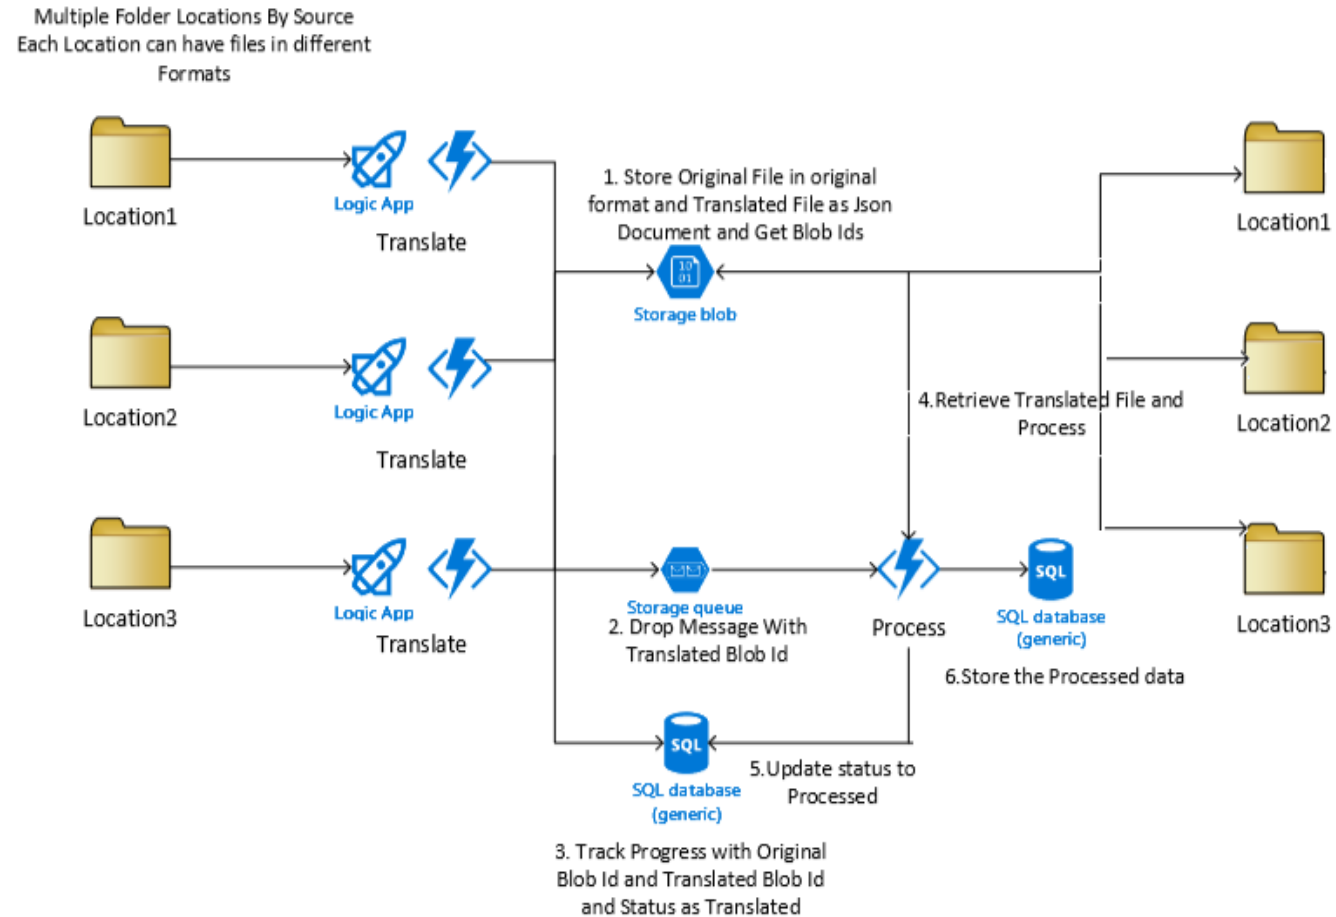 Multiple Folder Locations By Source
Each Location can have files in different
Formats
Location1
Logic App
Translate
1. Store Original File in original
format and Translated File as Json
Document and Get Blob Ids
Storage blob
Location1
Location2
Logic App
Translate
4.Retrieve Translated File and
Process
Location2
Location3
Logic App
Translate
Storage queue
2. Drop Message With
Translated Blob Id
Process
SQL
SQL database
(generic)
6.Store the Processed data
Location3
SQL
SQL database
(generic)
5.Update status to
Processed
3. Track Progress with Original
Blob Id and Translated Blob Id
and Status as Translated
10
01